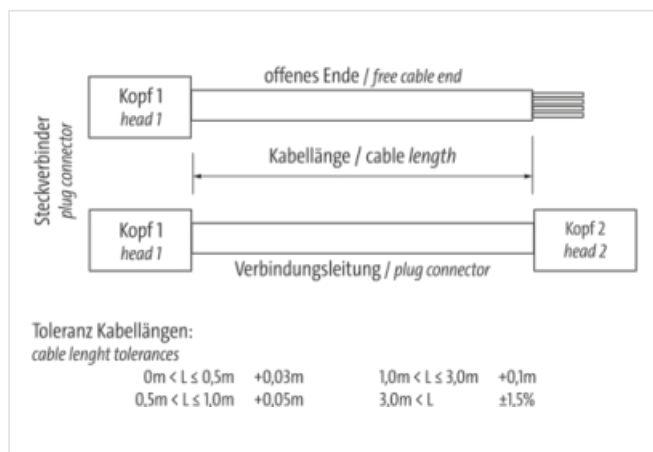 offenes Ende / free cable end
Kopf 1
head 1
Steckverbinder
plug connector
Kabellänge / cable length
Kopf 1
head 1
Kopf 2
head 2
Verbindungsleitung / plug connector
Toleranz Kabellängen:
cable lenght tolerances
0m < L ≤ 0,5m +0,03m 1,0m < L ≤ 3,0m +0,1m
0.5m < L ≤ 1,0m +0,05m 3,0m < L ±1,5%